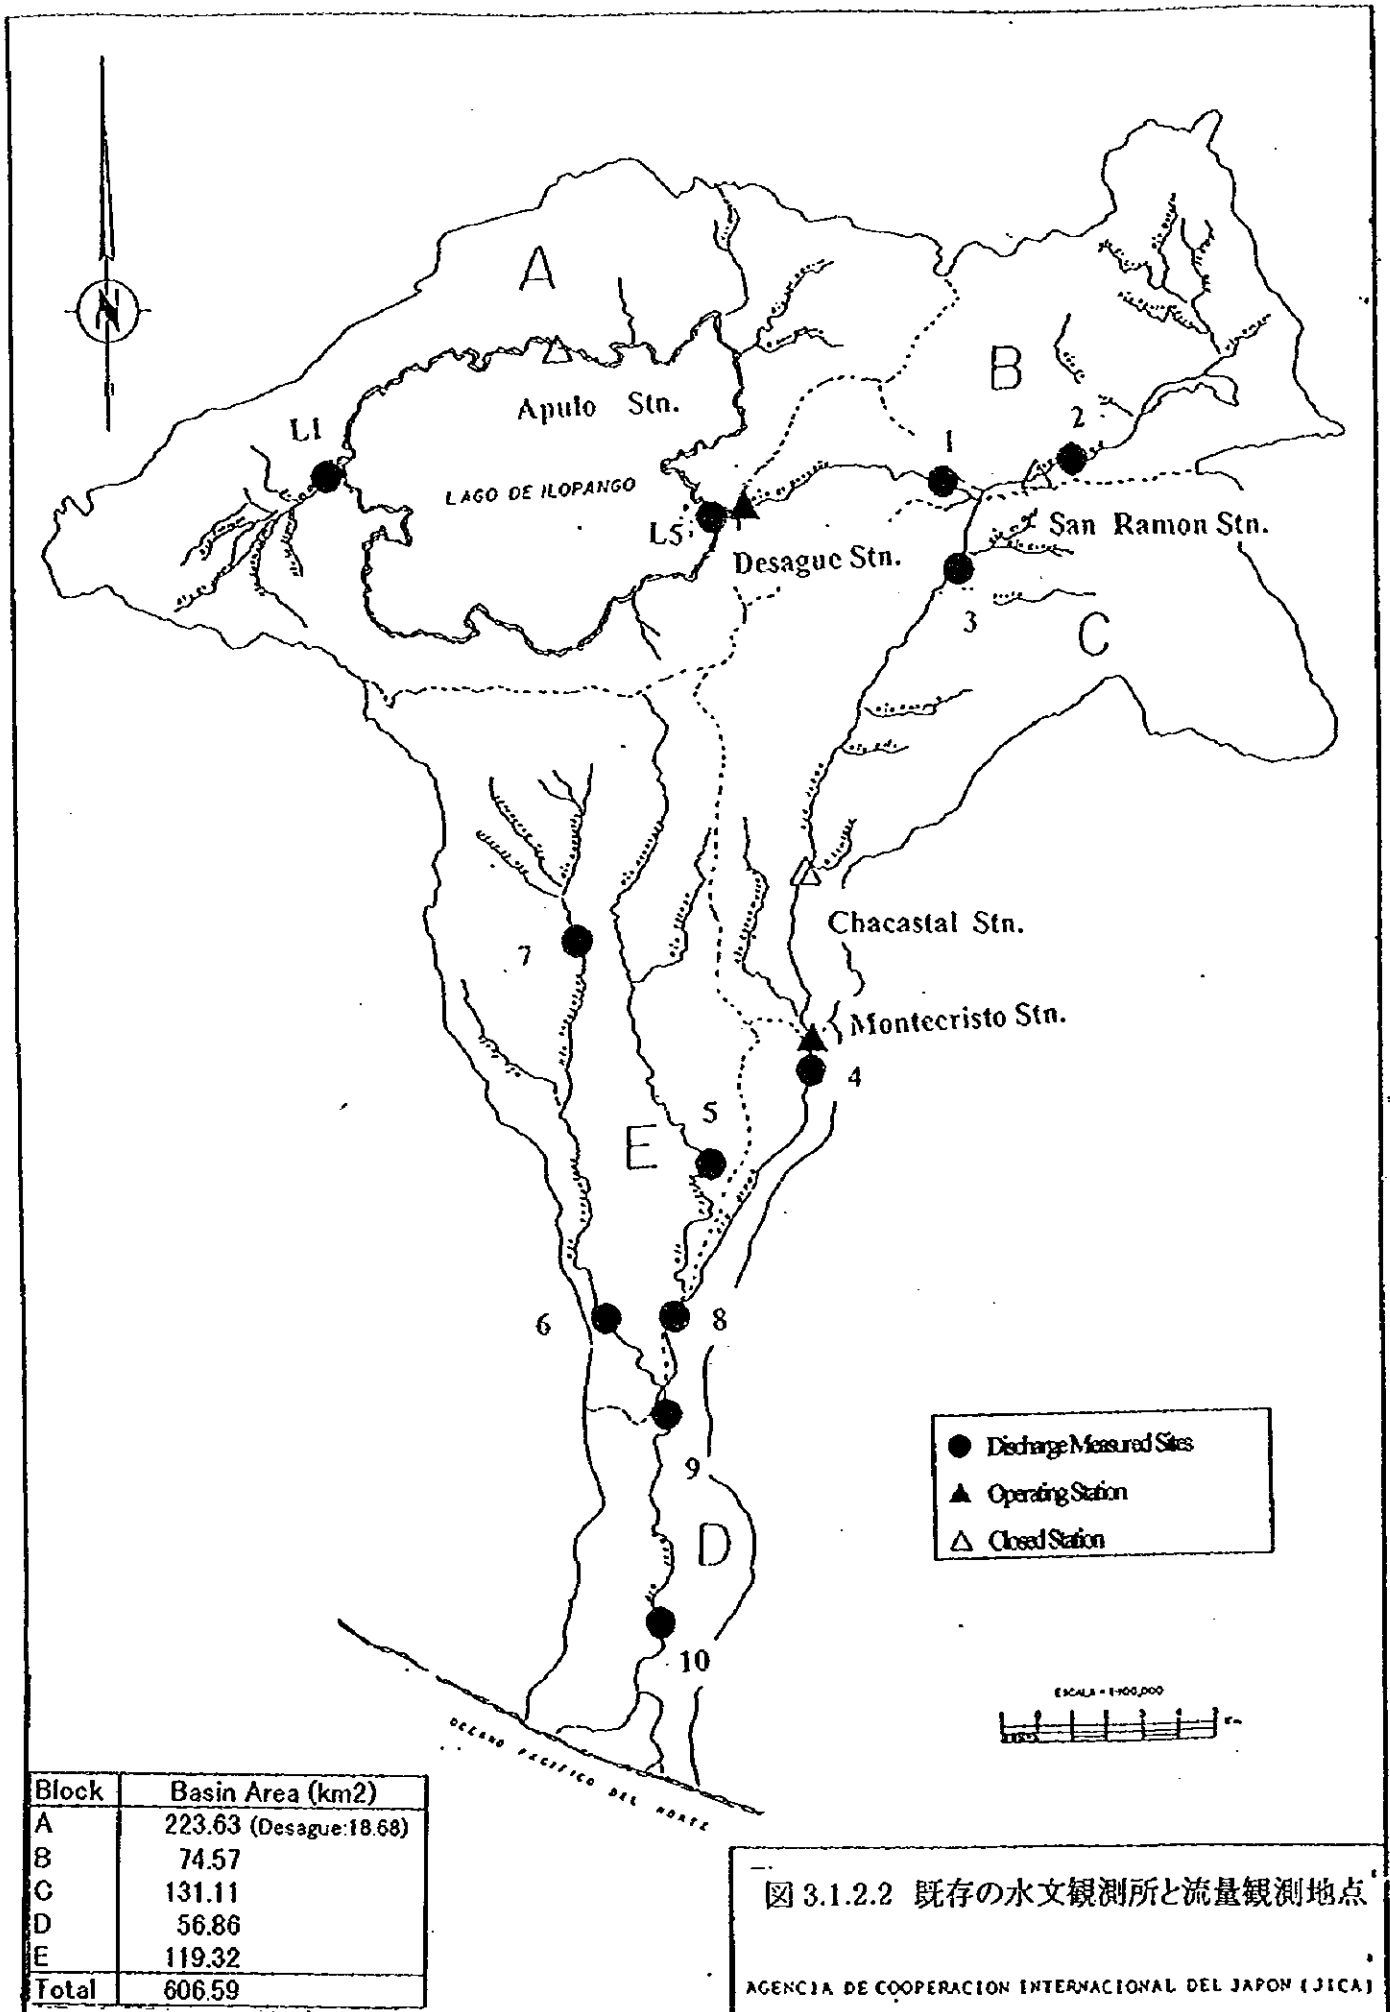 N
A
B
L1
Apulo Stn.
2
1
LAGO DE ILOPANGO
L5
Desague Stn.
San Ramon Stn.
3
C
Chacastal Stn.
7
Montecristo Stn.
4
5
E
6
8
9
D
10
● Discharge Measured Sites
▲ Operating Station
△ Closed Station
OCEANO PACIFICO DEL NORTE
Block Basin Area (km2)
A 223.63 (Desague:18.68)
B 74.57
C 131.11
D 56.86
E 119.32
Total 606.59
図 3.1.2.2 既存の水文観測所と流量観測地点
AGENCIA DE COOPERACION INTERNACIONAL DEL JAPON (JICA)